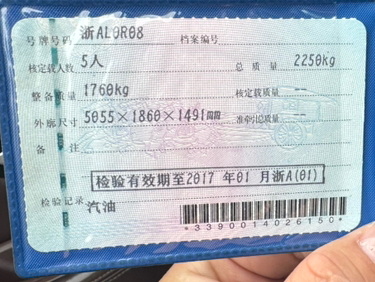 号牌号码 浙AL0R08 档案编号
核定载人数 5人 总质量 2250kg
整备质量 1760kg 核定载质量 --
外廓尺寸 5055×1860×1491mm 准牵引总质量 --
备注
检验有效期至2017年01月浙A(01)
检验记录 汽油
*3390014026150*